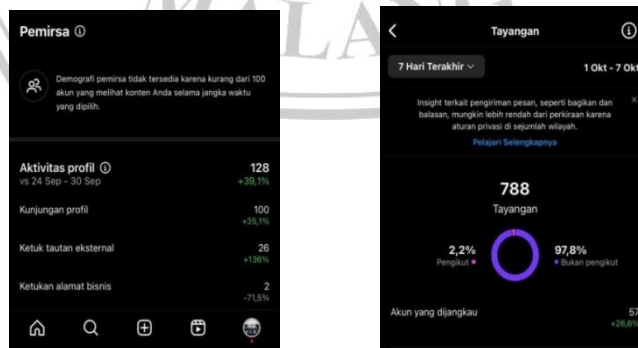 MALANG
Pemirsa
Demografi pemirsa tidak tersedia karena kurang dari 100
akun yang melihat konten Anda selama jangka waktu
yang dipilih.
Aktivitas profil 128
vs 24 Sep - 30 Sep +39,1%
Kunjungan profil 100
+35,1%
Ketuk tautan eksternal 26
+136%
Ketukan alamat bisnis 2
-71,5%
Tayangan
7 Hari Terakhir 1 Okt - 7 Okt
Insight terkait pengiriman pesan, seperti bagikan dan
balasan, mungkin lebih rendah dari perkiraan karena
aturan privasi di sejumlah wilayah.
Pelajari Selengkapnya
788
Tayangan
2,2% 97,8%
Pengikut Bukan pengikut
Akun yang dijangkau 57
+26,6%